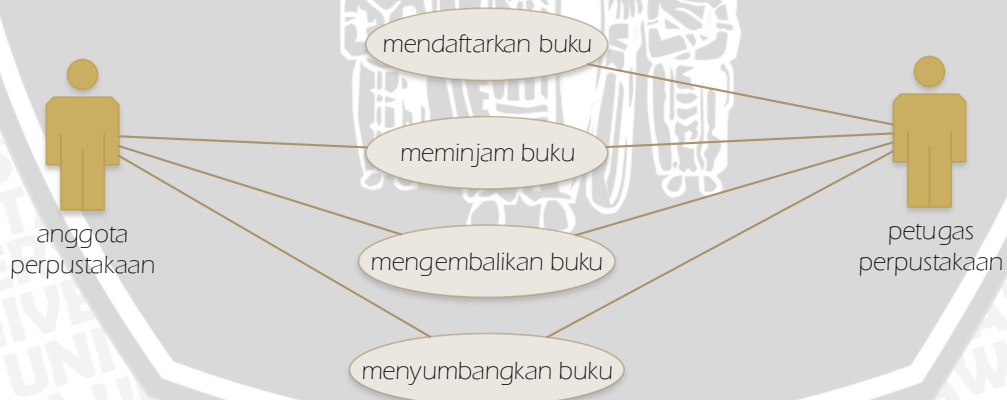 mendaftarkan buku
meminjam buku
mengembalikan buku
menyumbangkan buku
anggota
perpustakaan
petugas
perpustakaan